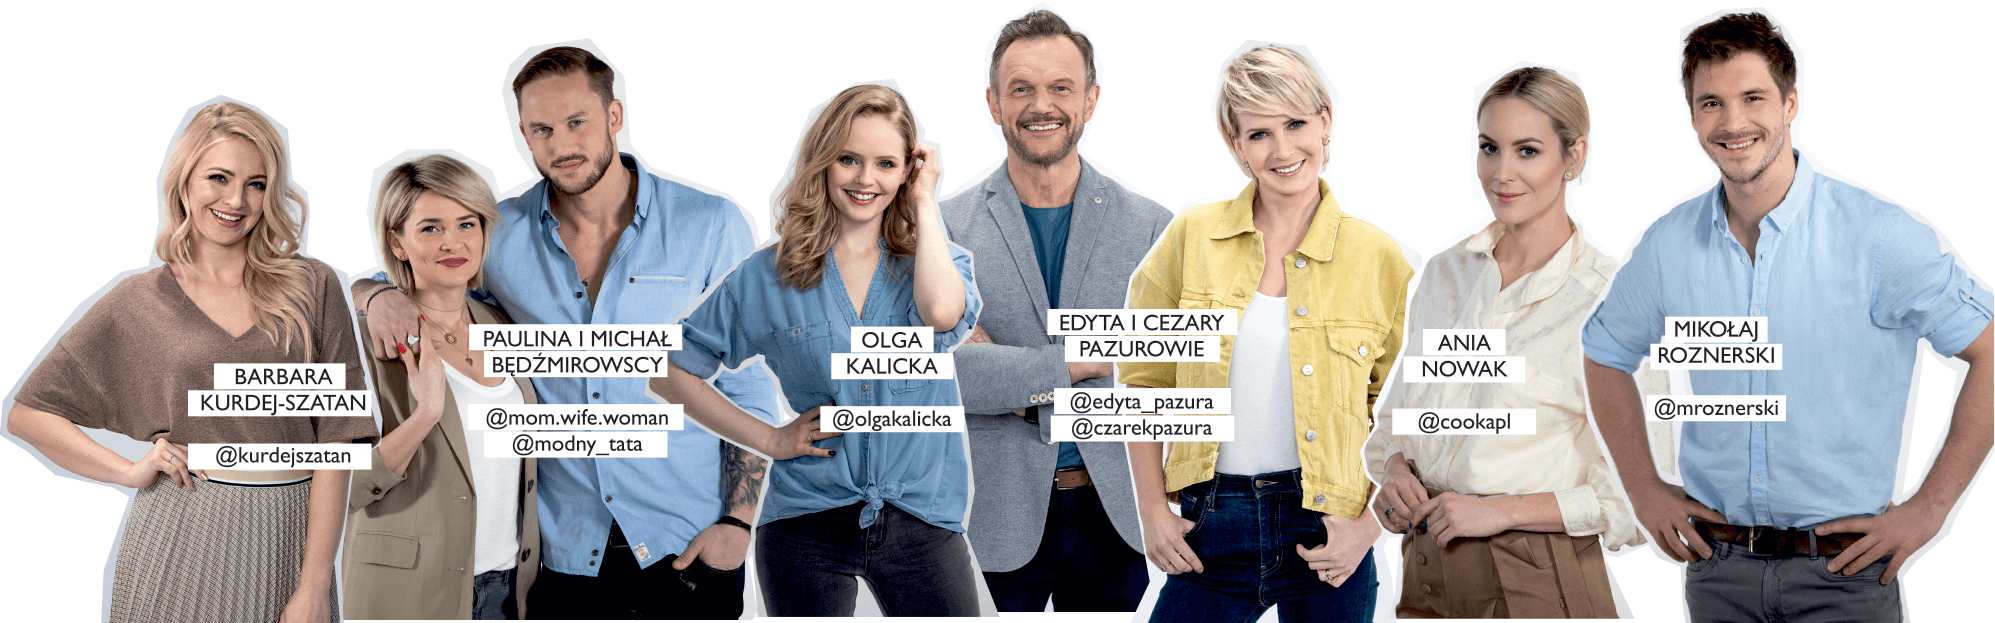 BARBARA
KURDEJ-SZATAN
@kurdejszatan
PAULINA I MICHAŁ
BĘDŹMIROWSCY
@mom.wife.woman
@modny_tata
OLGA
KALICKA
@olgakalicka
EDYTA I CEZARY
PAZUROWIE
@edyta_pazura
@czarekpazura
ANIA
NOWAK
@cookapl
MIKOŁAJ
ROZNERSKI
@mroznerski